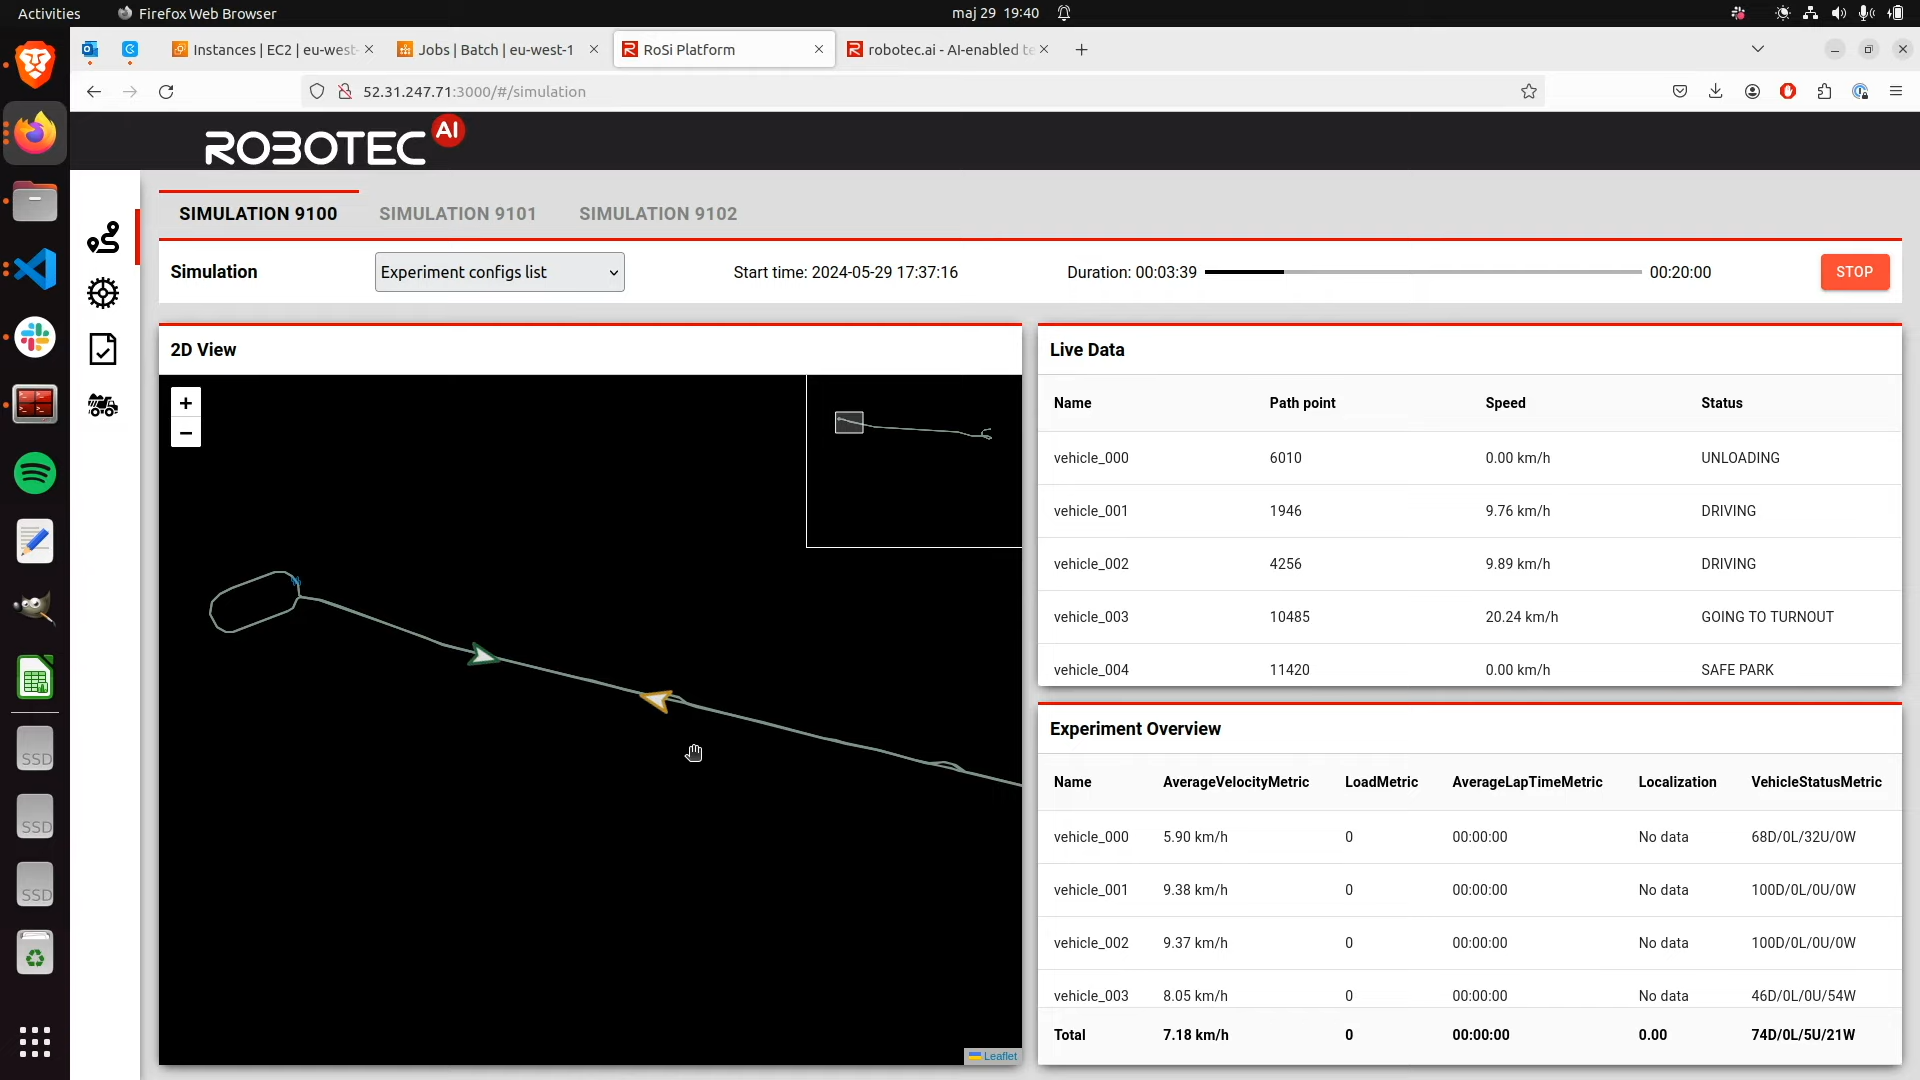 Activities
Firefox Web Browser
maj 29 19:40
Instances | EC2 | eu-west-
Jobs | Batch | eu-west-1
RoSi Platform
robotec.ai - AI-enabled te
52.31.247.71:3000/#/simulation
ROBOTEC AI
SIMULATION 9100
SIMULATION 9101
SIMULATION 9102
Simulation
Experiment configs list
Start time: 2024-05-29 17:37:16
Duration: 00:03:39
00:20:00
STOP
2D View
+
−
Leaflet
Live Data
Name Path point Speed Status
vehicle_000 6010 0.00 km/h UNLOADING
vehicle_001 1946 9.76 km/h DRIVING
vehicle_002 4256 9.89 km/h DRIVING
vehicle_003 10485 20.24 km/h GOING TO TURNOUT
vehicle_004 11420 0.00 km/h SAFE PARK
Experiment Overview
Name AverageVelocityMetric LoadMetric AverageLapTimeMetric Localization VehicleStatusMetric
vehicle_000 5.90 km/h 0 00:00:00 No data 68D/0L/32U/0W
vehicle_001 9.38 km/h 0 00:00:00 No data 100D/0L/0U/0W
vehicle_002 9.37 km/h 0 00:00:00 No data 100D/0L/0U/0W
vehicle_003 8.05 km/h 0 00:00:00 No data 46D/0L/0U/54W
Total 7.18 km/h 0 00:00:00 0.00 74D/0L/5U/21W
SSD
SSD
SSD